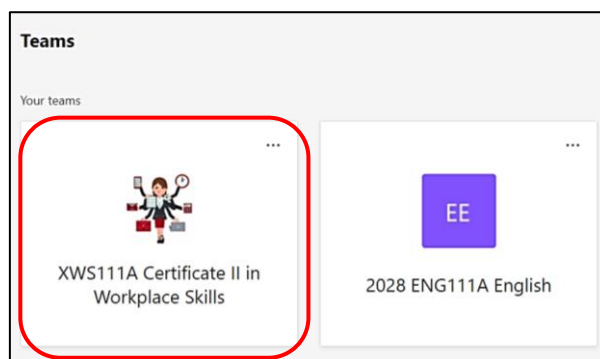 Teams
Your teams
...
...
EE
XWS111A Certificate II in
Workplace Skills
2028 ENG111A English